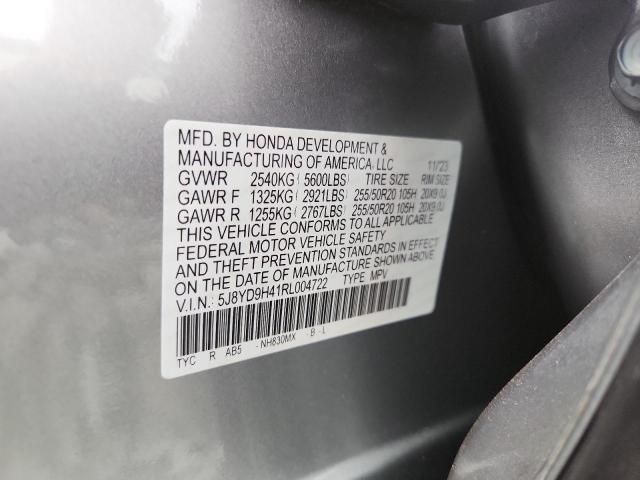 MFD. BY HONDA DEVELOPMENT &
MANUFACTURING OF AMERICA, LLC 11/23
GVWR 2540KG (5600LBS) TIRE SIZE RIM SIZE
GAWR F 1325KG (2921LBS) 255/50R20 105H 20X9.0J
GAWR R 1255KG (2767LBS) 255/50R20 105H 20X9.0J
THIS VEHICLE CONFORMS TO ALL APPLICABLE
FEDERAL MOTOR VEHICLE SAFETY
AND THEFT PREVENTION STANDARDS IN EFFECT
ON THE DATE OF MANUFACTURE SHOWN ABOVE.
V.I.N.: 5J8YD9H41RL004722 TYPE MPV
TYC R AB5 -NH830MX -B-L